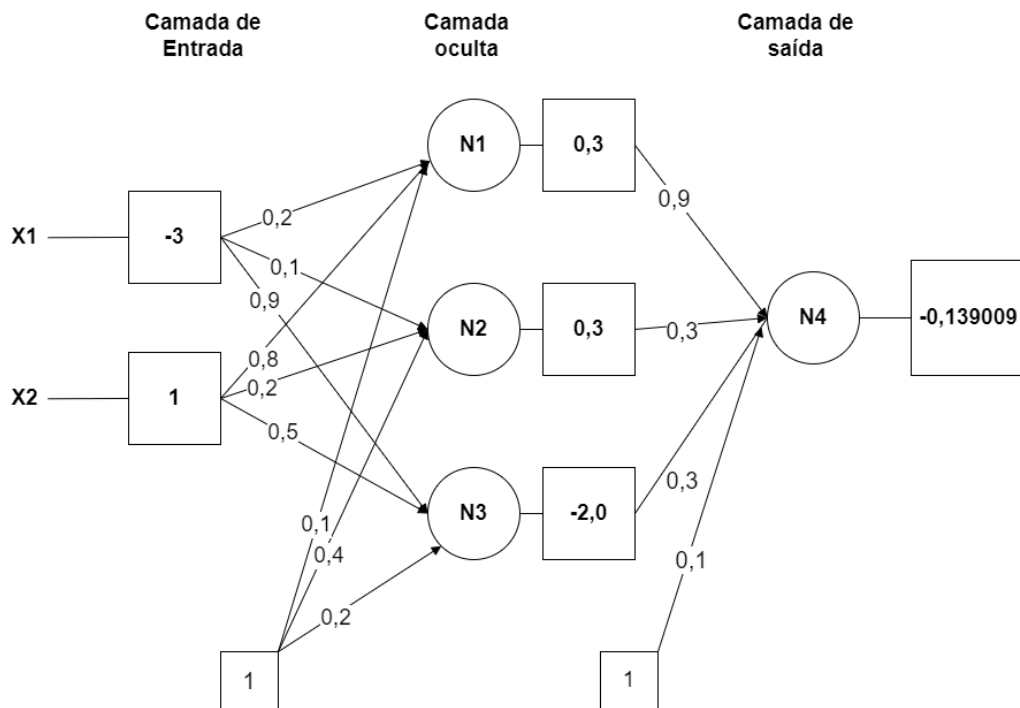 Camada de
Entrada
Camada
oculta
Camada de
saída
N1
0,3
0,9
X1
-3
0,2
0,1
0,9
N2
0,3
0,3
N4
-0,139009
X2
1
0,8
0,2
0,5
N3
-2,0
0,3
0,1
0,4
0,2
0,1
1
1